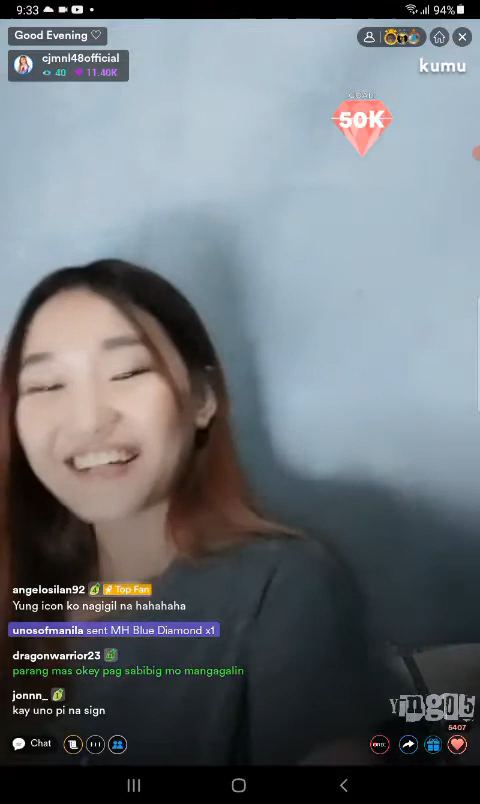 9:33
94%
Good Evening ♡
cjmnl48official
40 11.40K
kumu
GOAL!
50K
angelosilan92 Top Fan
Yung icon ko nagigil na hahahaha
unosofmanila sent MH Blue Diamond x1
dragonwarrior23
parang mas okey pag sabibig mo mangagalin
jonnn_
kay uno pi na sign
Yingo5
5407
Chat